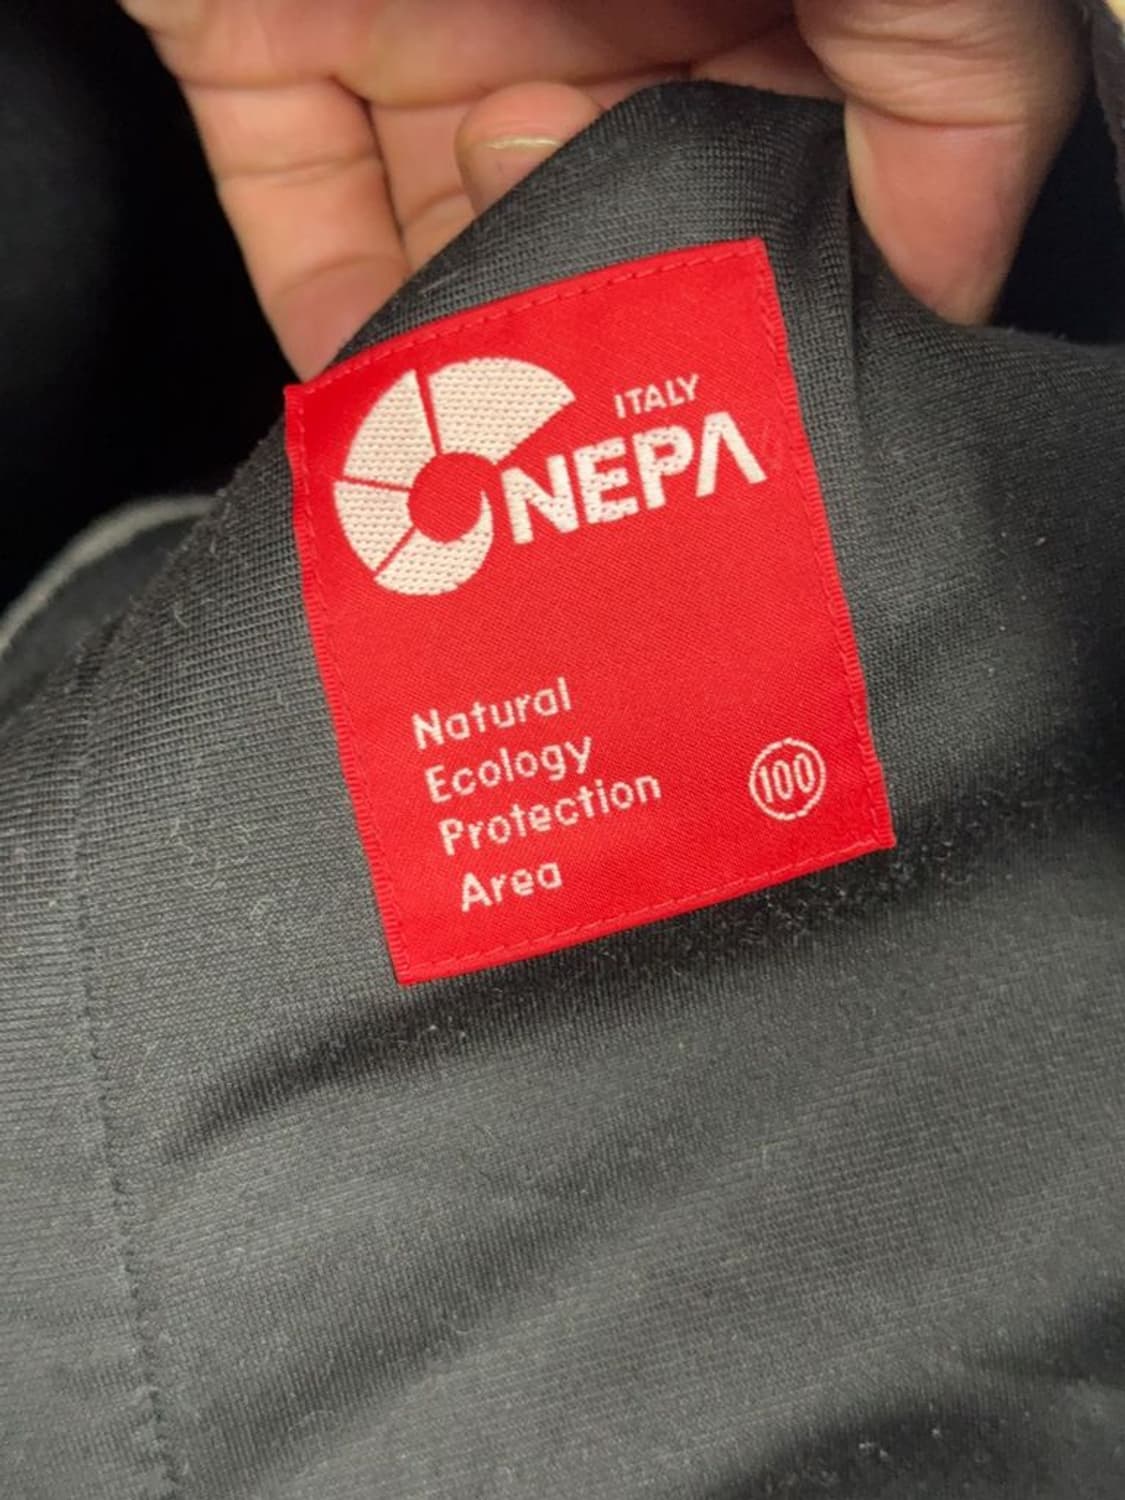 ITALY
NEPA
Natural
Ecology
Protection
Area
100